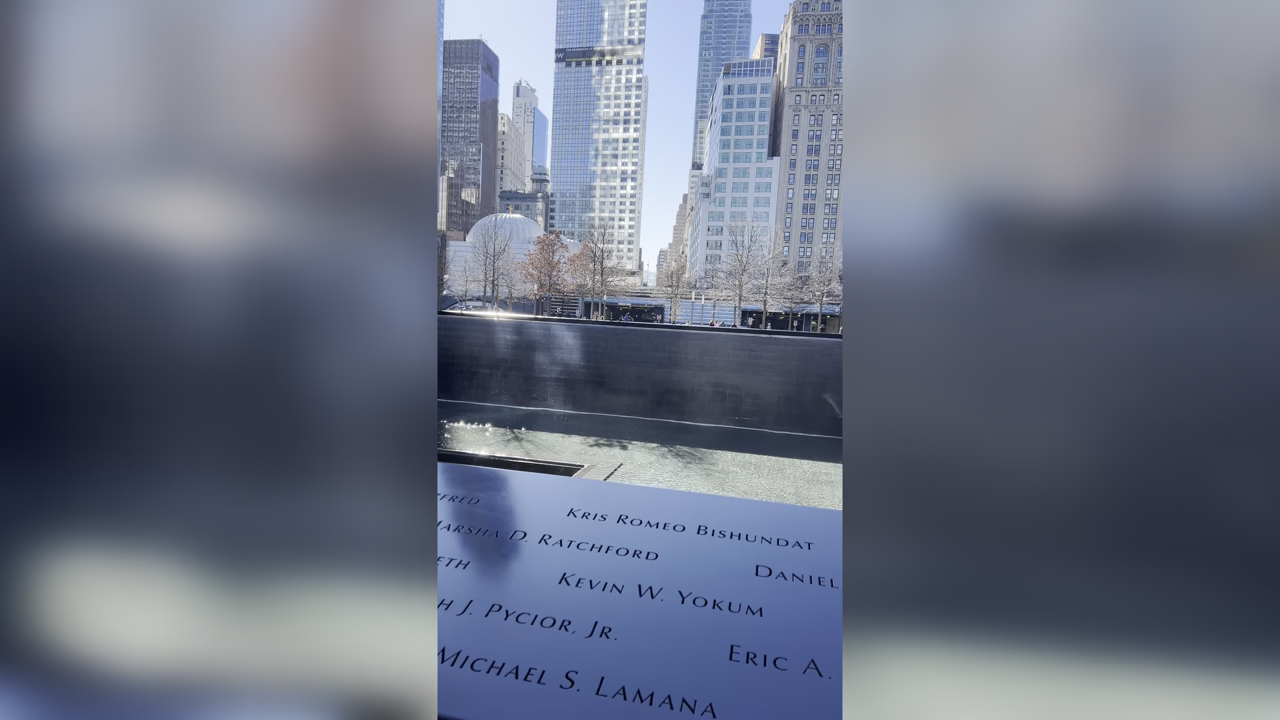 FRED KRIS ROMEO BISHUNDAT
MARSHA D. RATCHFORD DANIEL
ETH KEVIN W. YOKUM
H J. PYCIOR, JR. ERIC A.
MICHAEL S. LAMANA